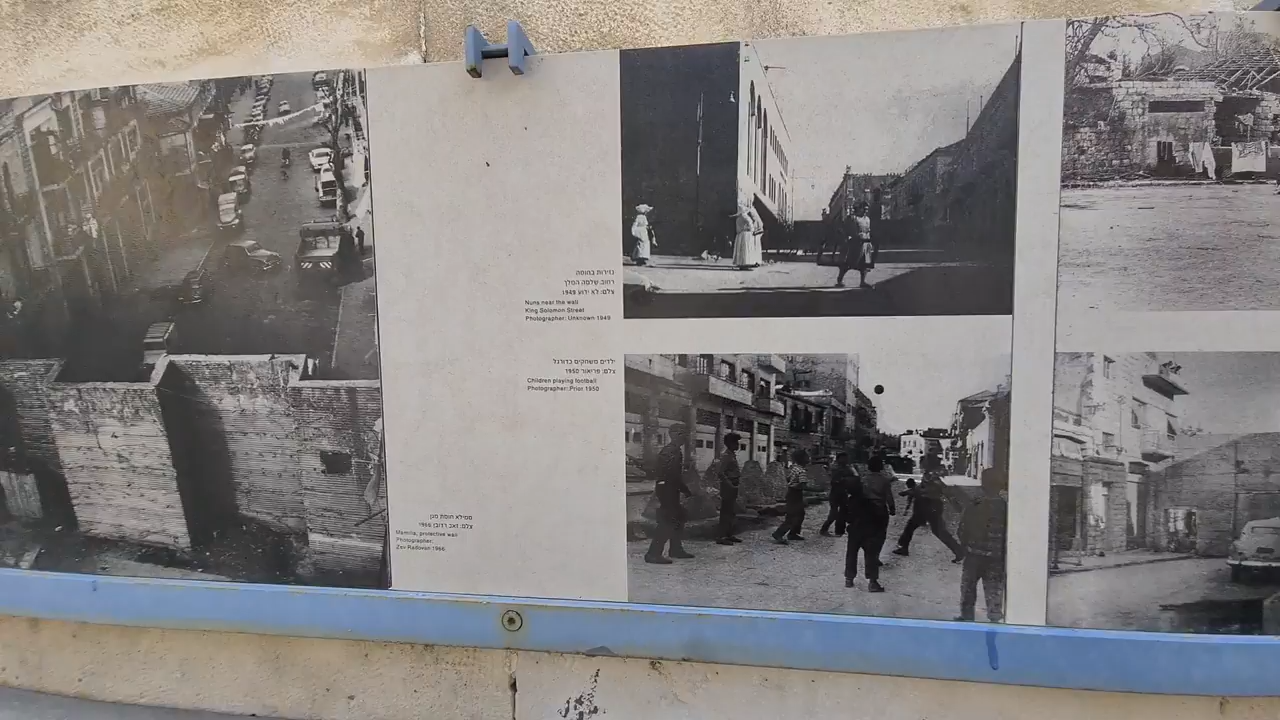 נזירות בחומה
רחוב שלמה המלך
צלם: לא ידוע 1949
Nuns near the wall
King Solomon Street
Photographer: Unknown 1949
ילדים משחקים כדורגל
צלם: פריאור 1950
Children playing football
Photographer: Prior 1950
ממילא חומת מגן
צלם: זאב רדובן 1966
Mamilla, protective wall
Photographer:
Zev Radovan 1966